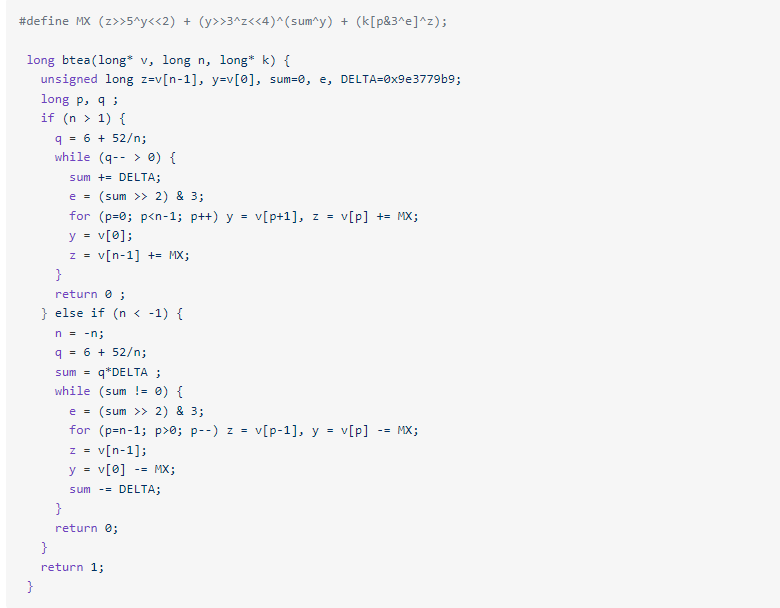 #define MX (z>>5^y<<2) + (y>>3^z<<4)^(sum^y) + (k[p&3^e]^z);
long btea(long* v, long n, long* k) {
unsigned long z=v[n-1], y=v[0], sum=0, e, DELTA=0x9e3779b9;
long p, q ;
if (n > 1) {
q = 6 + 52/n;
while (q-- > 0) {
sum += DELTA;
e = (sum >> 2) & 3;
for (p=0; p<n-1; p++) y = v[p+1], z = v[p] += MX;
y = v[0];
z = v[n-1] += MX;
}
return 0 ;
} else if (n < -1) {
n = -n;
q = 6 + 52/n;
sum = q*DELTA ;
while (sum != 0) {
e = (sum >> 2) & 3;
for (p=n-1; p>0; p--) z = v[p-1], y = v[p] -= MX;
z = v[n-1];
y = v[0] -= MX;
sum -= DELTA;
}
return 0;
}
return 1;
}